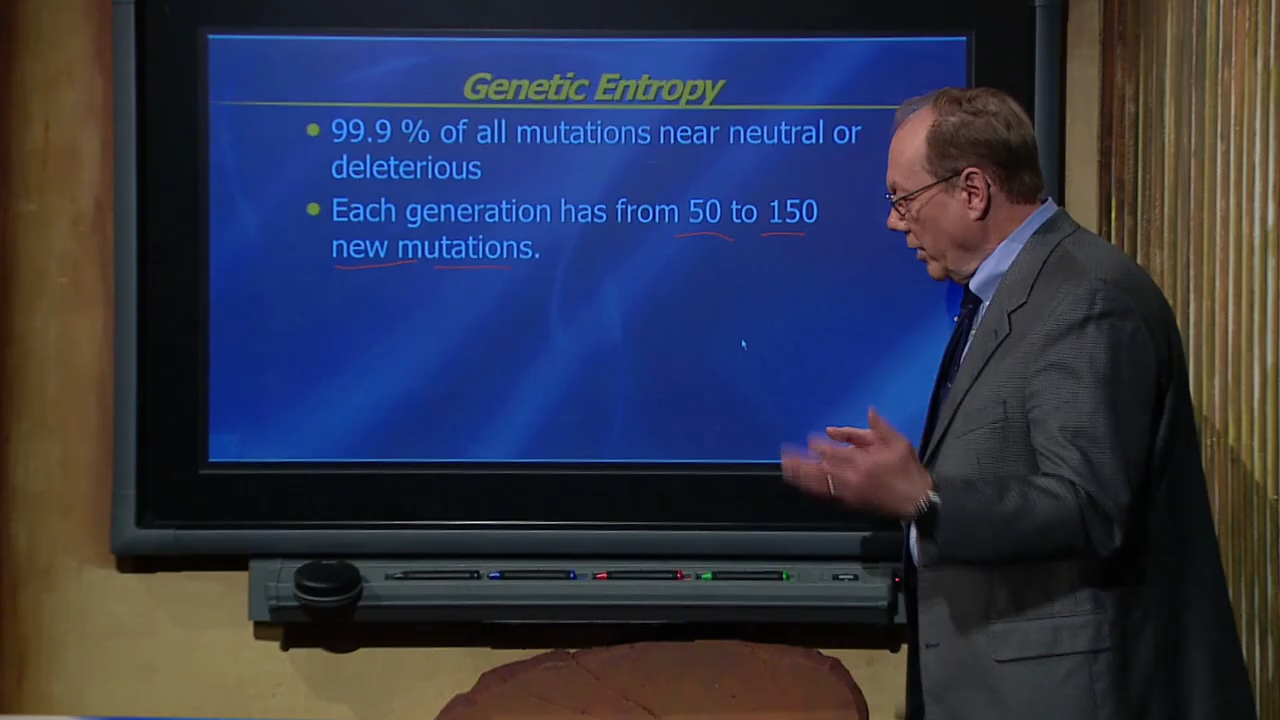 Genetic Entropy
• 99.9 % of all mutations near neutral or
deleterious
• Each generation has from 50 to 150
new mutations.